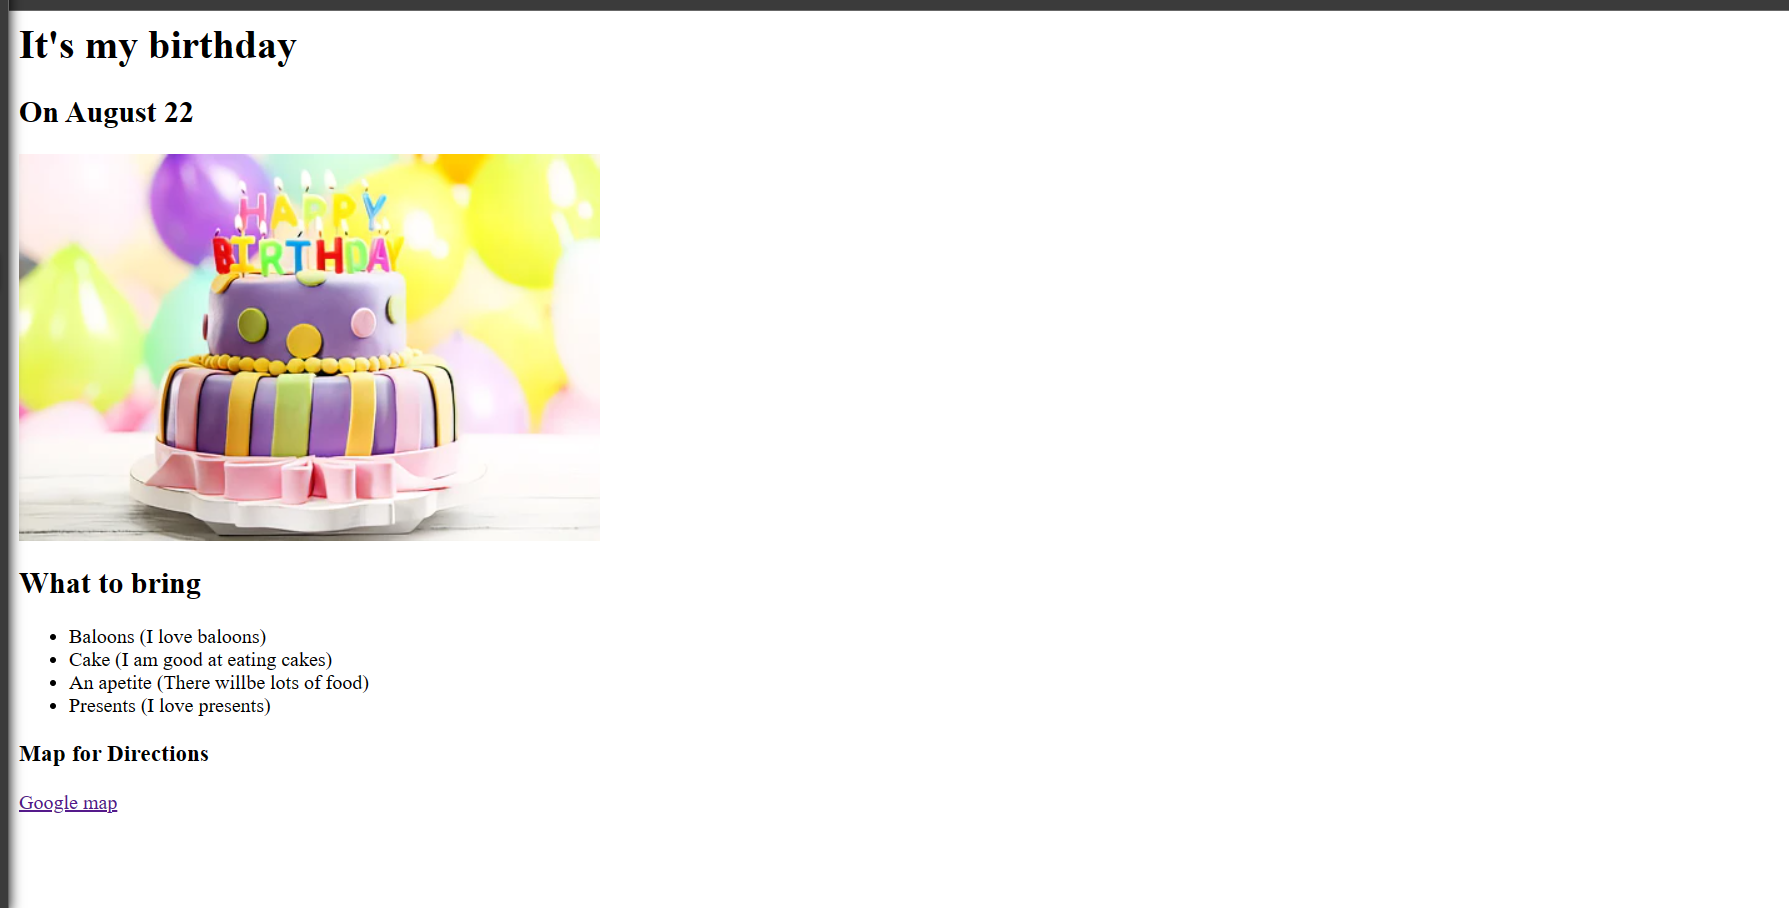 It's my birthday
On August 22
HAPPY
BIRTHDAY
What to bring
Baloons (I love baloons)
Cake (I am good at eating cakes)
An apetite (There willbe lots of food)
Presents (I love presents)
Map for Directions
Google map